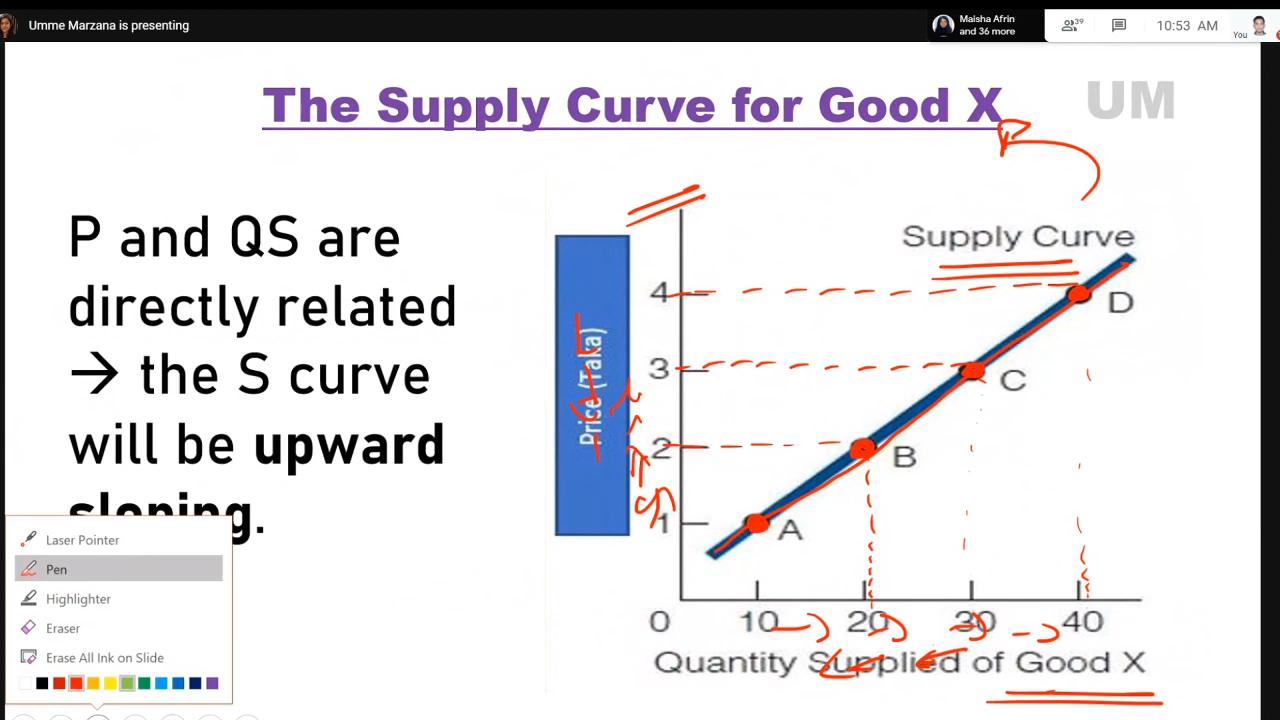 Umme Marzana is presenting
Maisha Afrin
and 36 more
39
10:53 AM
You
The Supply Curve for Good X
UM
P and QS are
directly related
→ the S curve
will be upward
sloping.
Supply Curve
Price (Taka)
4
D
3
C
2
B
1
A
0 10 20 30 40
Quantity Supplied of Good X
Laser Pointer
Pen
Highlighter
Eraser
Erase All Ink on Slide